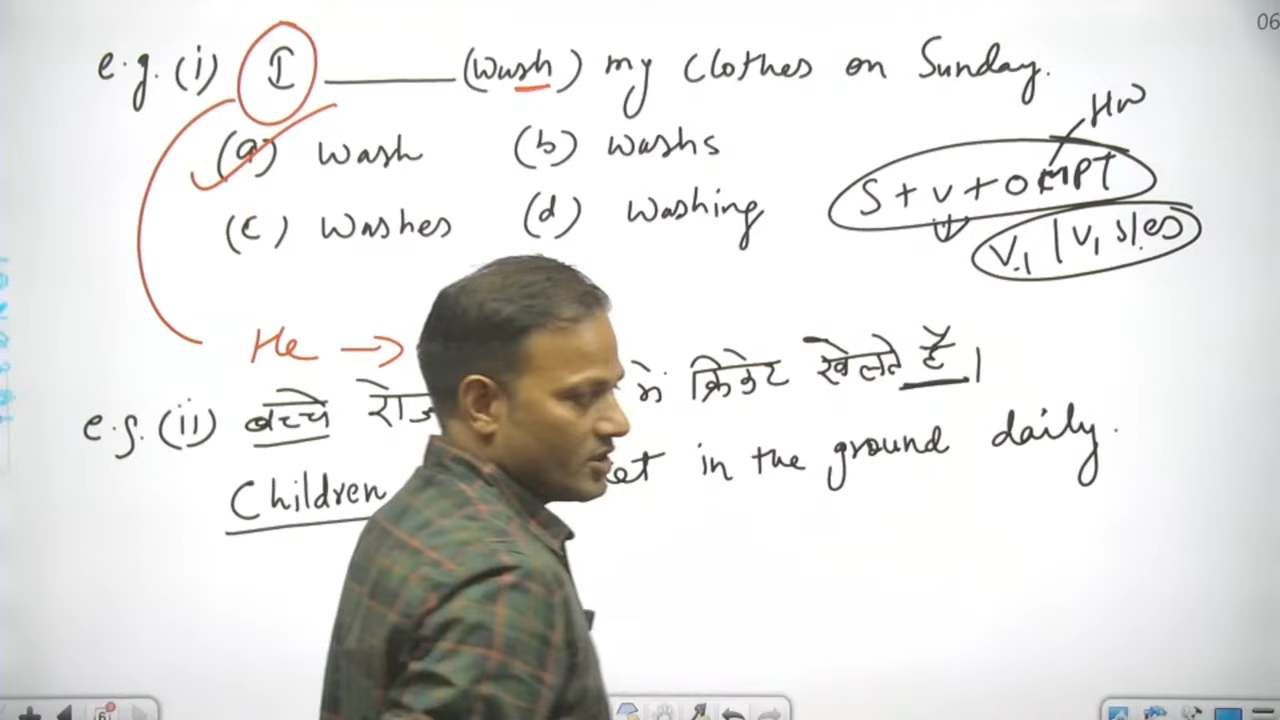 06
e.g. (i) I ______ (wash) my clothes on Sunday.
(a) wash (b) washs
(c) washes (d) washing
HW
S + V + O MPT
V1 | V1 s/es
He →
e.g. (ii) बच्चे रोज में क्रिकेट खेलते हैं।
Children in the ground daily.